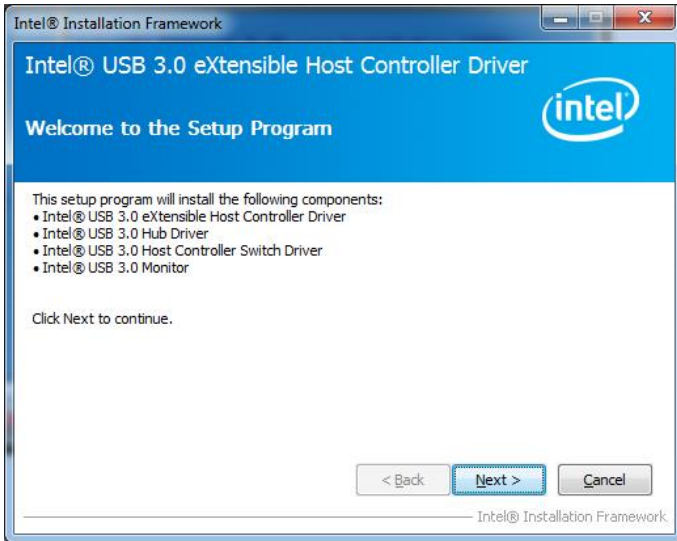 Intel® Installation Framework
Intel® USB 3.0 eXtensible Host Controller Driver
intel
Welcome to the Setup Program
This setup program will install the following components:
• Intel® USB 3.0 eXtensible Host Controller Driver
• Intel® USB 3.0 Hub Driver
• Intel® USB 3.0 Host Controller Switch Driver
• Intel® USB 3.0 Monitor
Click Next to continue.
< Back Next > Cancel
Intel® Installation Framework